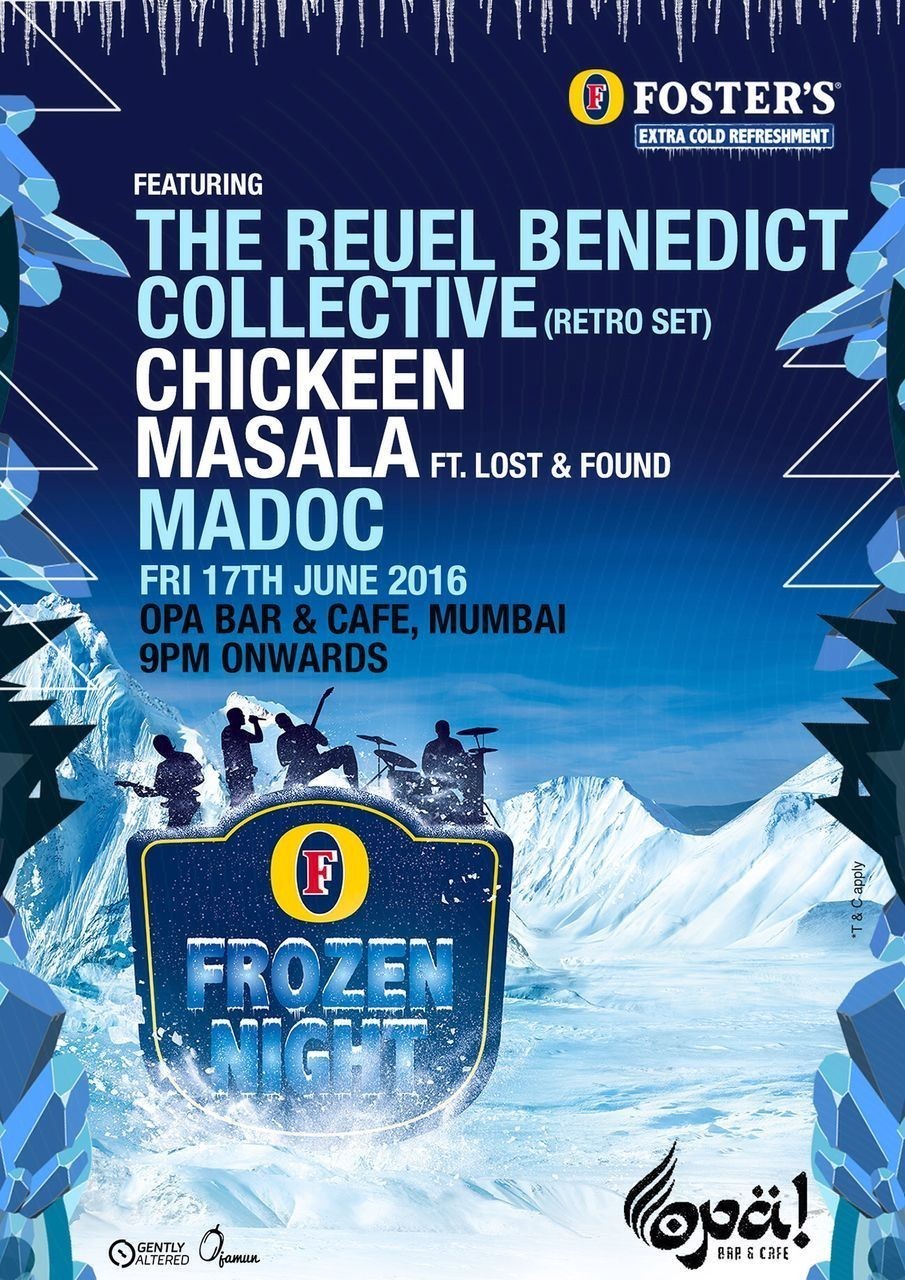 FOSTER'S®
EXTRA COLD REFRESHMENT
FEATURING
THE REUEL BENEDICT
COLLECTIVE (RETRO SET)
CHICKEEN
MASALA FT. LOST & FOUND
MADOC
FRI 17TH JUNE 2016
OPA BAR & CAFE, MUMBAI
9PM ONWARDS
*T & C apply
F
FROZEN
NIGHT
GENTLY
ALTERED
jamun
opä!
BAR & CAFE